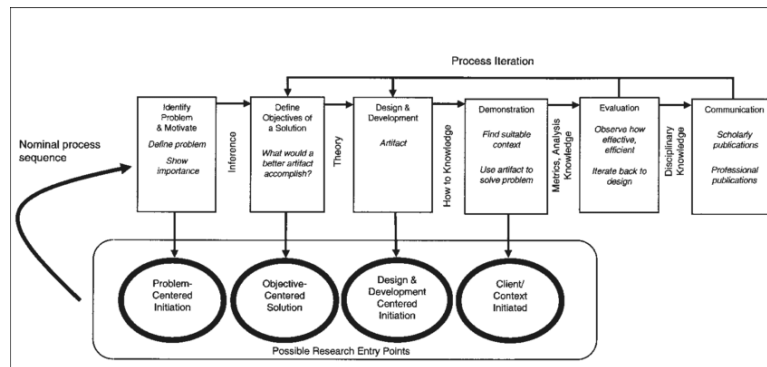 Process Iteration
Nominal process
sequence
Identify
Problem
& Motivate
Define problem
Show
importance
Inference
Define
Objectives of
a Solution
What would a
better artifact
accomplish?
Theory
Design &
Development
Artifact
How to Knowledge
Demonstration
Find suitable
context
Use artifact to
solve problem
Metrics, Analysis
Knowledge
Evaluation
Observe how
effective,
efficient
Iterate back to
design
Disciplinary
Knowledge
Communication
Scholarly
publications
Professional
publications
Problem-
Centered
Initiation
Objective-
Centered
Solution
Design &
Development
Centered
Initiation
Client/
Context
Initiated
Possible Research Entry Points